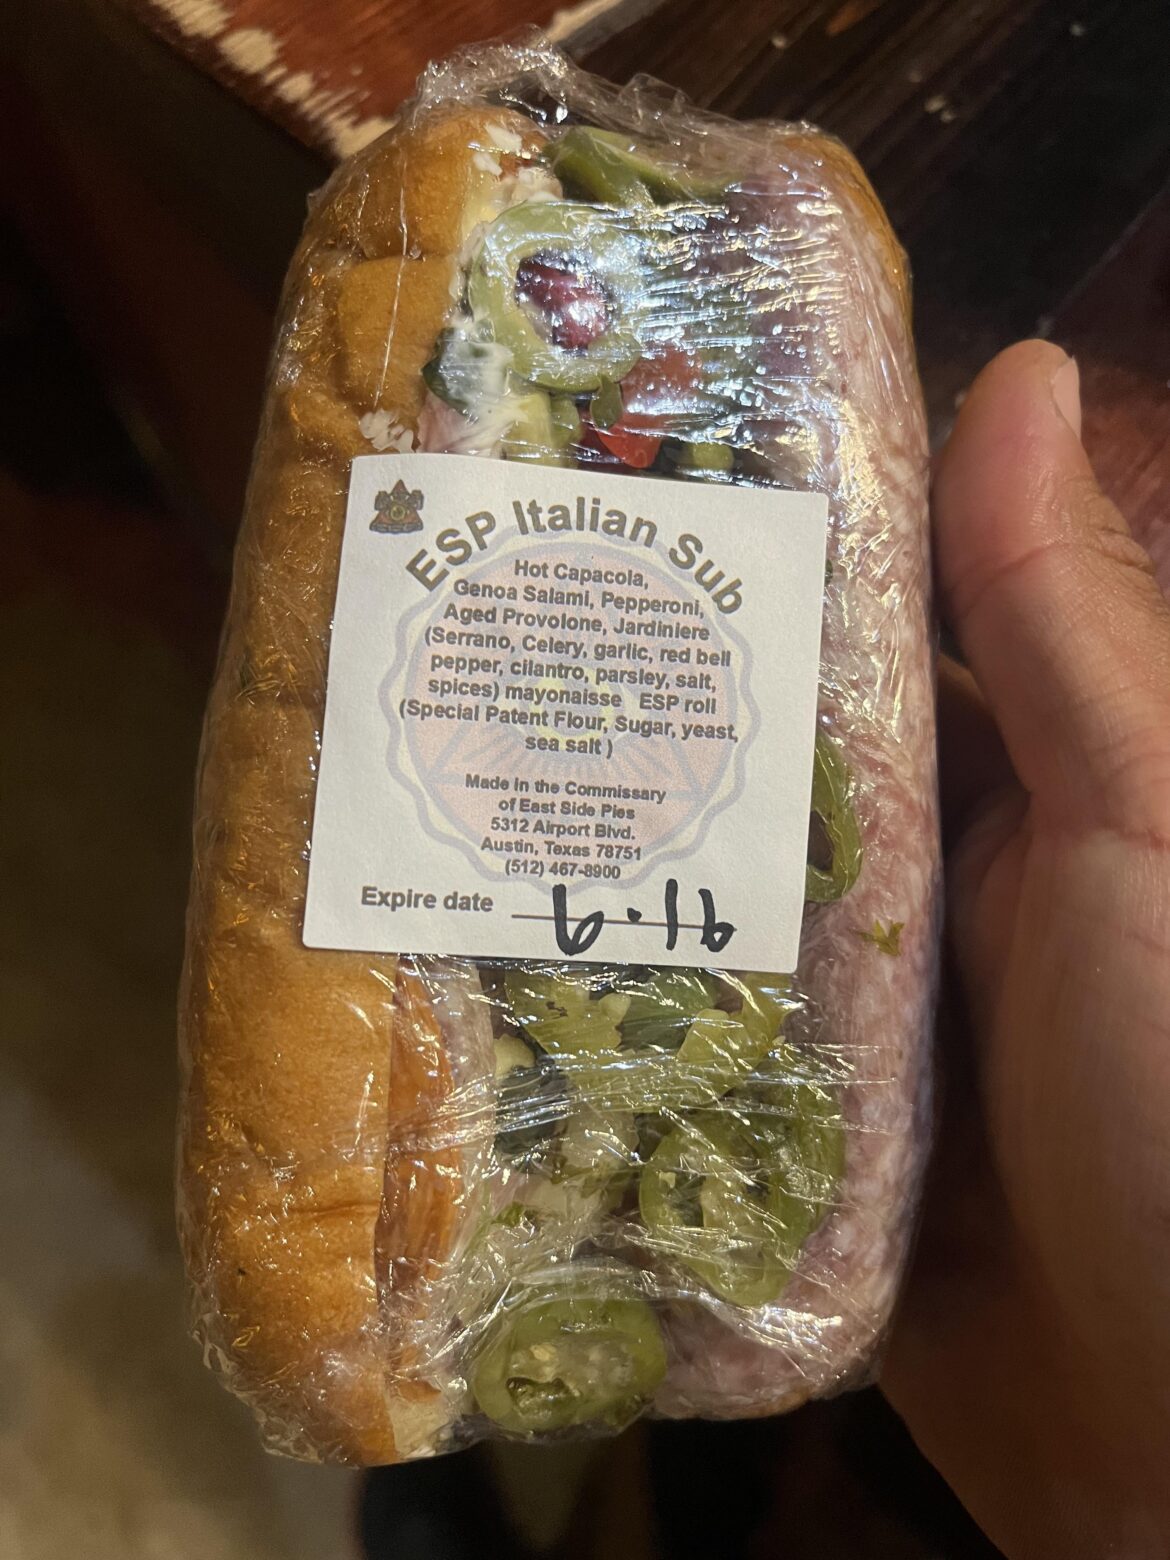 ESP Italian Sub
Hot Capacola,
Genoa Salami, Pepperoni,
Aged Provolone, Jardiniere
(Serrano, Celery, garlic, red bell
pepper, cilantro, parsley, salt,
spices) mayonaisse ESP roll
(Special Patent Flour, Sugar, yeast,
sea salt )
Made in the Commissary
of East Side Pies
5312 Airport Blvd.
Austin, Texas 78751
(512) 467-8900
Expire date 6.16